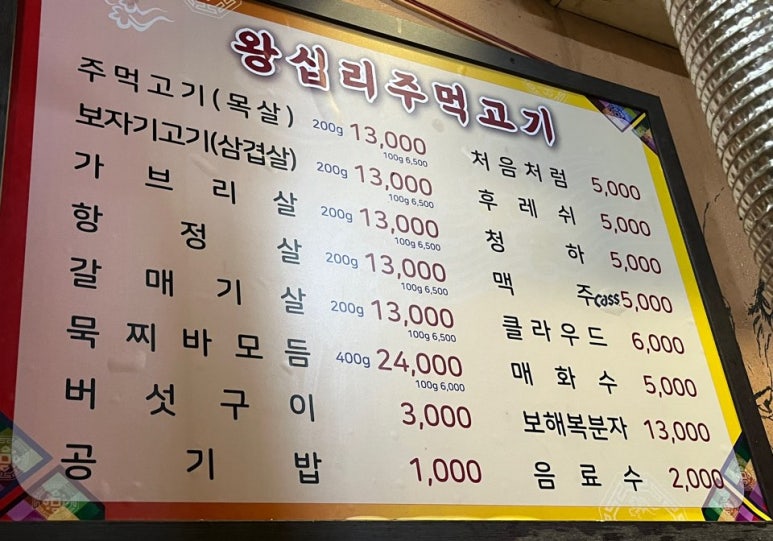 왕십리주먹고기
주먹고기(목살) 200g 13,000
100g 6,500
보자기고기(삼겹살) 200g 13,000
100g 6,500
가브리살 200g 13,000
100g 6,500
항정살 200g 13,000
100g 6,500
갈매기살 200g 13,000
100g 6,500
묵찌바모듬 400g 24,000
100g 6,000
버섯구이 3,000
공기밥 1,000
처음처럼 5,000
후레쉬 5,000
청하 5,000
맥주cass 5,000
클라우드 6,000
매화수 5,000
보해복분자 13,000
음료수 2,000